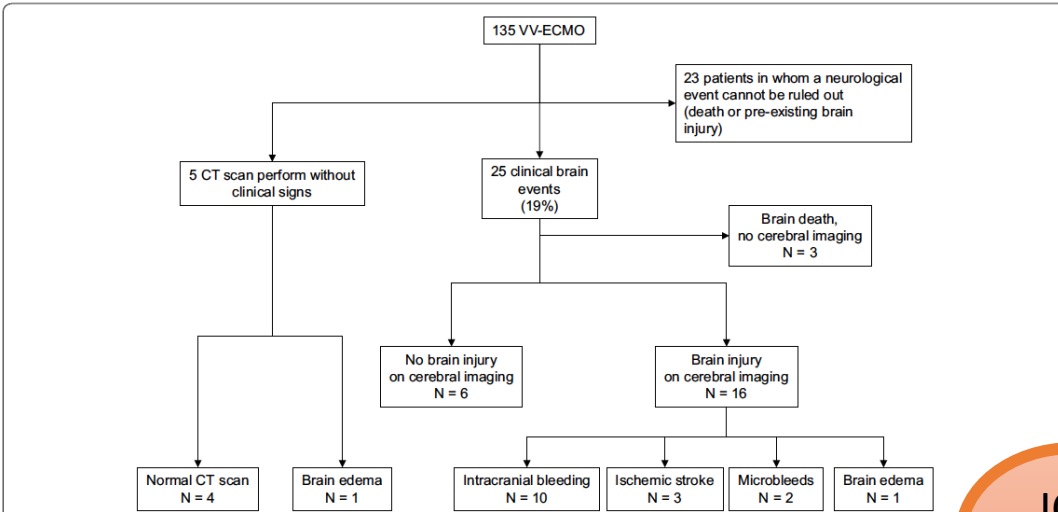 135 VV-ECMO
23 patients in whom a neurological
event cannot be ruled out
(death or pre-existing brain
injury)
5 CT scan perform without
clinical signs
25 clinical brain
events
(19%)
Brain death,
no cerebral imaging
N = 3
No brain injury
on cerebral imaging
N = 6
Brain injury
on cerebral imaging
N = 16
Normal CT scan
N = 4
Brain edema
N = 1
Intracranial bleeding
N = 10
Ischemic stroke
N = 3
Microbleeds
N = 2
Brain edema
N = 1